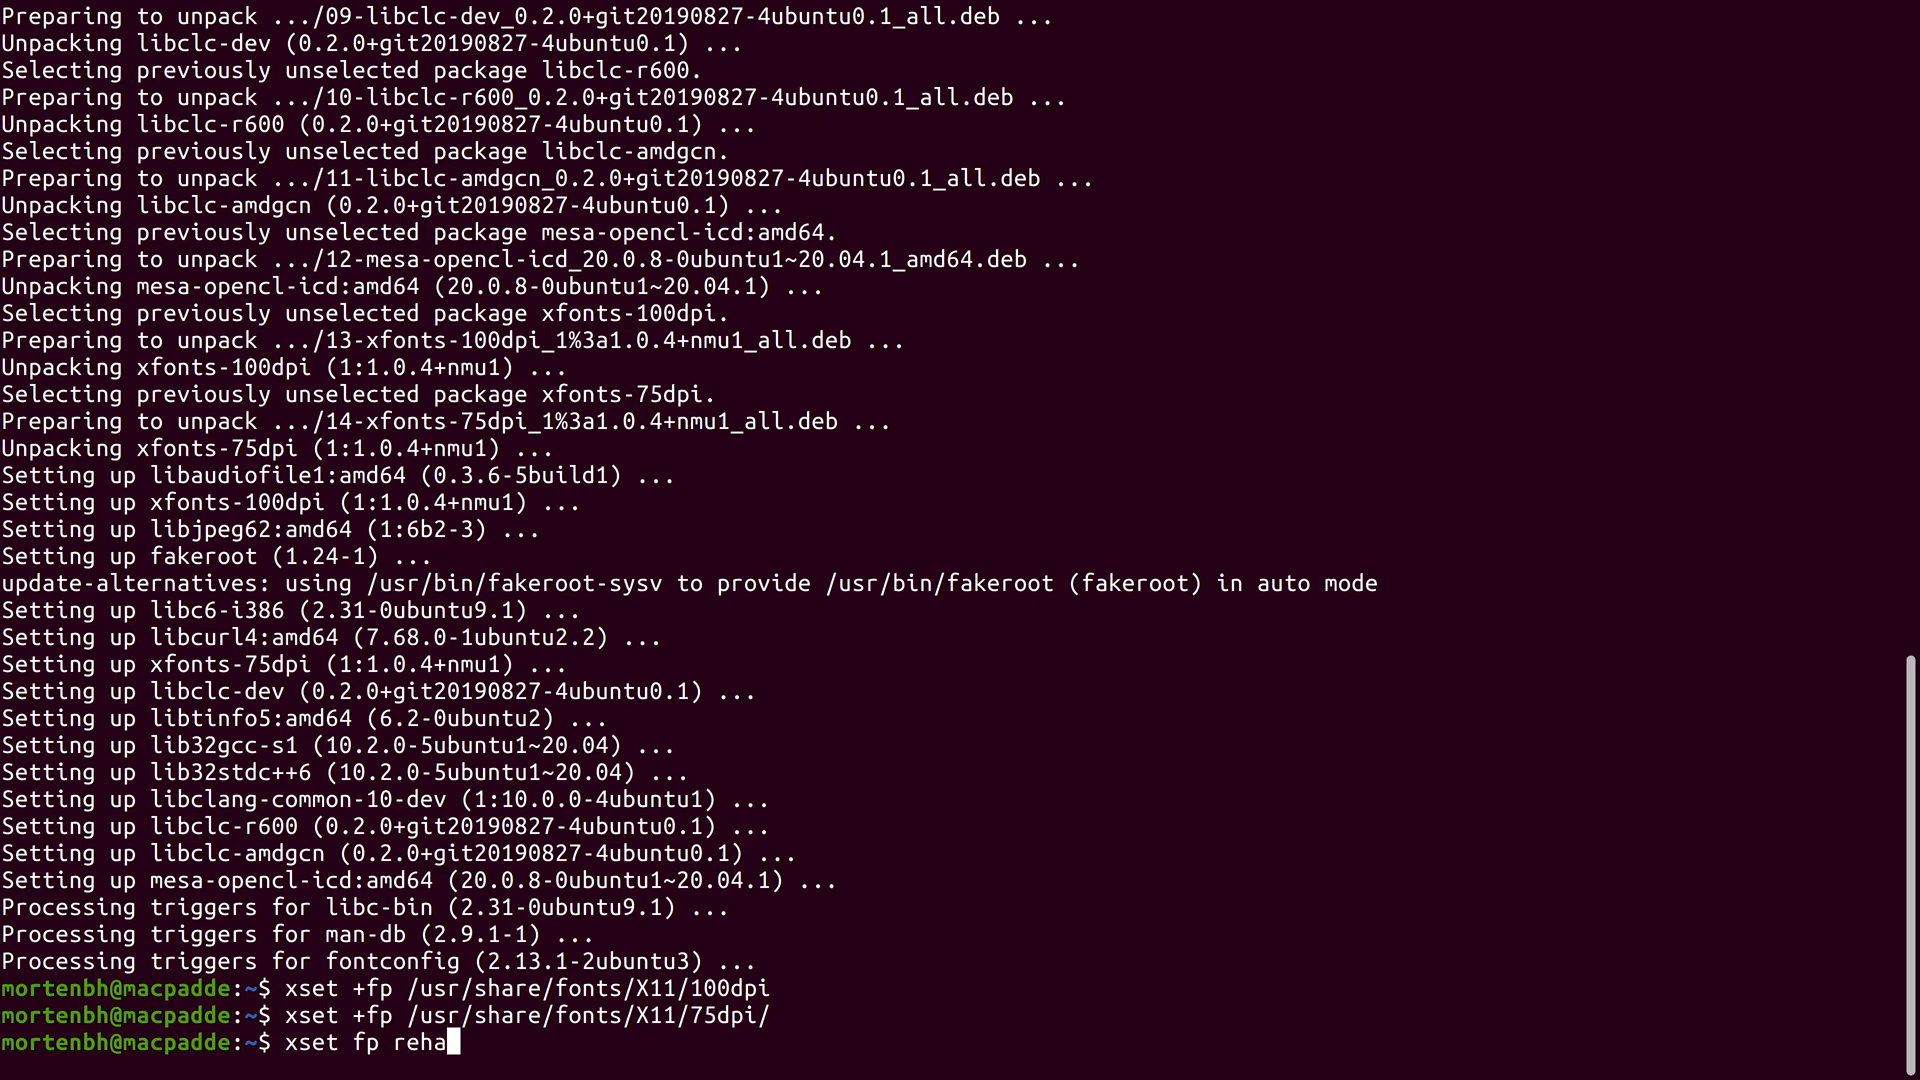 Preparing to unpack .../09-libclc-dev_0.2.0+git20190827-4ubuntu0.1_all.deb ...
Unpacking libclc-dev (0.2.0+git20190827-4ubuntu0.1) ...
Selecting previously unselected package libclc-r600.
Preparing to unpack .../10-libclc-r600_0.2.0+git20190827-4ubuntu0.1_all.deb ...
Unpacking libclc-r600 (0.2.0+git20190827-4ubuntu0.1) ...
Selecting previously unselected package libclc-amdgcn.
Preparing to unpack .../11-libclc-amdgcn_0.2.0+git20190827-4ubuntu0.1_all.deb ...
Unpacking libclc-amdgcn (0.2.0+git20190827-4ubuntu0.1) ...
Selecting previously unselected package mesa-opencl-icd:amd64.
Preparing to unpack .../12-mesa-opencl-icd_20.0.8-0ubuntu1~20.04.1_amd64.deb ...
Unpacking mesa-opencl-icd:amd64 (20.0.8-0ubuntu1~20.04.1) ...
Selecting previously unselected package xfonts-100dpi.
Preparing to unpack .../13-xfonts-100dpi_1%3a1.0.4+nmu1_all.deb ...
Unpacking xfonts-100dpi (1:1.0.4+nmu1) ...
Selecting previously unselected package xfonts-75dpi.
Preparing to unpack .../14-xfonts-75dpi_1%3a1.0.4+nmu1_all.deb ...
Unpacking xfonts-75dpi (1:1.0.4+nmu1) ...
Setting up libaudiofile1:amd64 (0.3.6-5build1) ...
Setting up xfonts-100dpi (1:1.0.4+nmu1) ...
Setting up libjpeg62:amd64 (1:6b2-3) ...
Setting up fakeroot (1.24-1) ...
update-alternatives: using /usr/bin/fakeroot-sysv to provide /usr/bin/fakeroot (fakeroot) in auto mode
Setting up libc6-i386 (2.31-0ubuntu9.1) ...
Setting up libcurl4:amd64 (7.68.0-1ubuntu2.2) ...
Setting up xfonts-75dpi (1:1.0.4+nmu1) ...
Setting up libclc-dev (0.2.0+git20190827-4ubuntu0.1) ...
Setting up libtinfo5:amd64 (6.2-0ubuntu2) ...
Setting up lib32gcc-s1 (10.2.0-5ubuntu1~20.04) ...
Setting up lib32stdc++6 (10.2.0-5ubuntu1~20.04) ...
Setting up libclang-common-10-dev (1:10.0.0-4ubuntu1) ...
Setting up libclc-r600 (0.2.0+git20190827-4ubuntu0.1) ...
Setting up libclc-amdgcn (0.2.0+git20190827-4ubuntu0.1) ...
Setting up mesa-opencl-icd:amd64 (20.0.8-0ubuntu1~20.04.1) ...
Processing triggers for libc-bin (2.31-0ubuntu9.1) ...
Processing triggers for man-db (2.9.1-1) ...
Processing triggers for fontconfig (2.13.1-2ubuntu3) ...
mortenbh@macpadde:~$ xset +fp /usr/share/fonts/X11/100dpi
mortenbh@macpadde:~$ xset +fp /usr/share/fonts/X11/75dpi/
mortenbh@macpadde:~$ xset fp reha